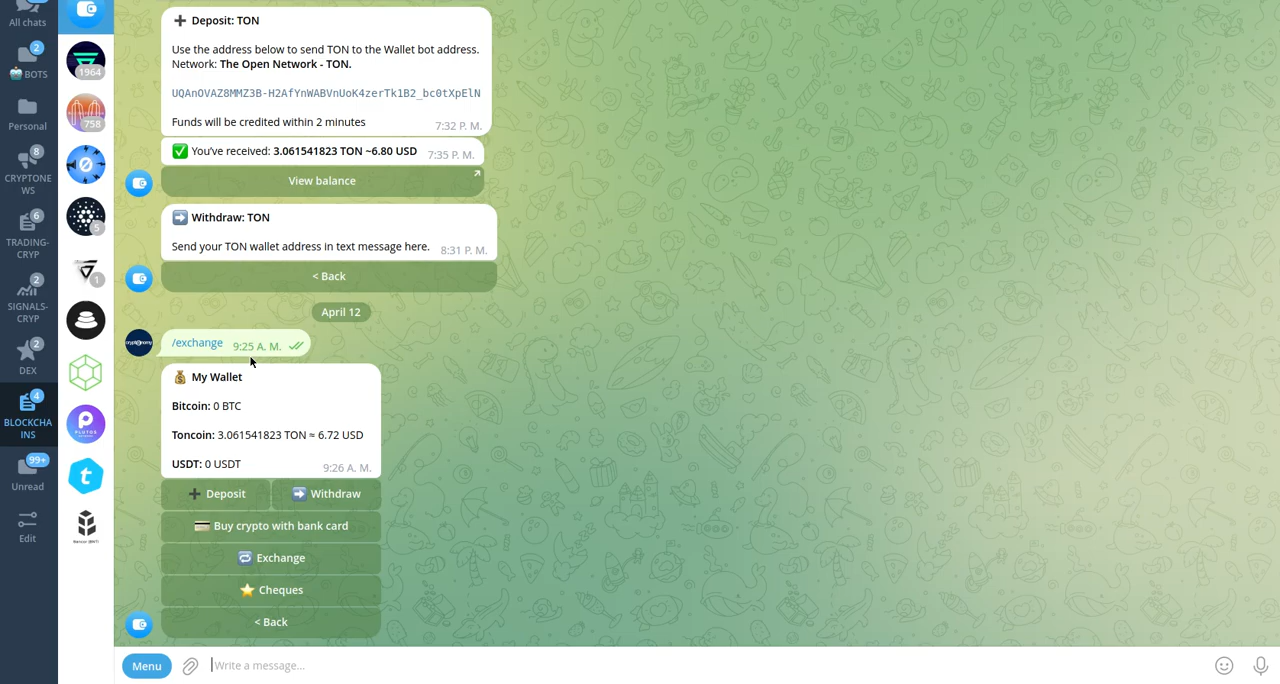 All chats
2
BOTS
Personal
8
CRYPTONE
WS
6
TRADING-
CRYP
2
SIGNALS-
CRYP
2
DEX
4
BLOCKCHA
INS
99+
Unread
Edit
1964
758
5
1
PLUTUS
Deposit: TON
Use the address below to send TON to the Wallet bot address.
Network: The Open Network - TON.
UQAnOVAZ8MMZ3B-H2AfYnWABVnUoK4zerTk1B2_bc0tXpElN
Funds will be credited within 2 minutes
7:32 P. M.
You've received: 3.061541823 TON ~6.80 USD 7:35 P. M.
View balance
Withdraw: TON
Send your TON wallet address in text message here. 8:31 P. M.
< Back
April 12
/exchange 9:25 A. M.
My Wallet
Bitcoin: 0 BTC
Toncoin: 3.061541823 TON ≈ 6.72 USD
USDT: 0 USDT 9:26 A. M.
Deposit Withdraw
Buy crypto with bank card
Exchange
Cheques
< Back
Menu Write a message...